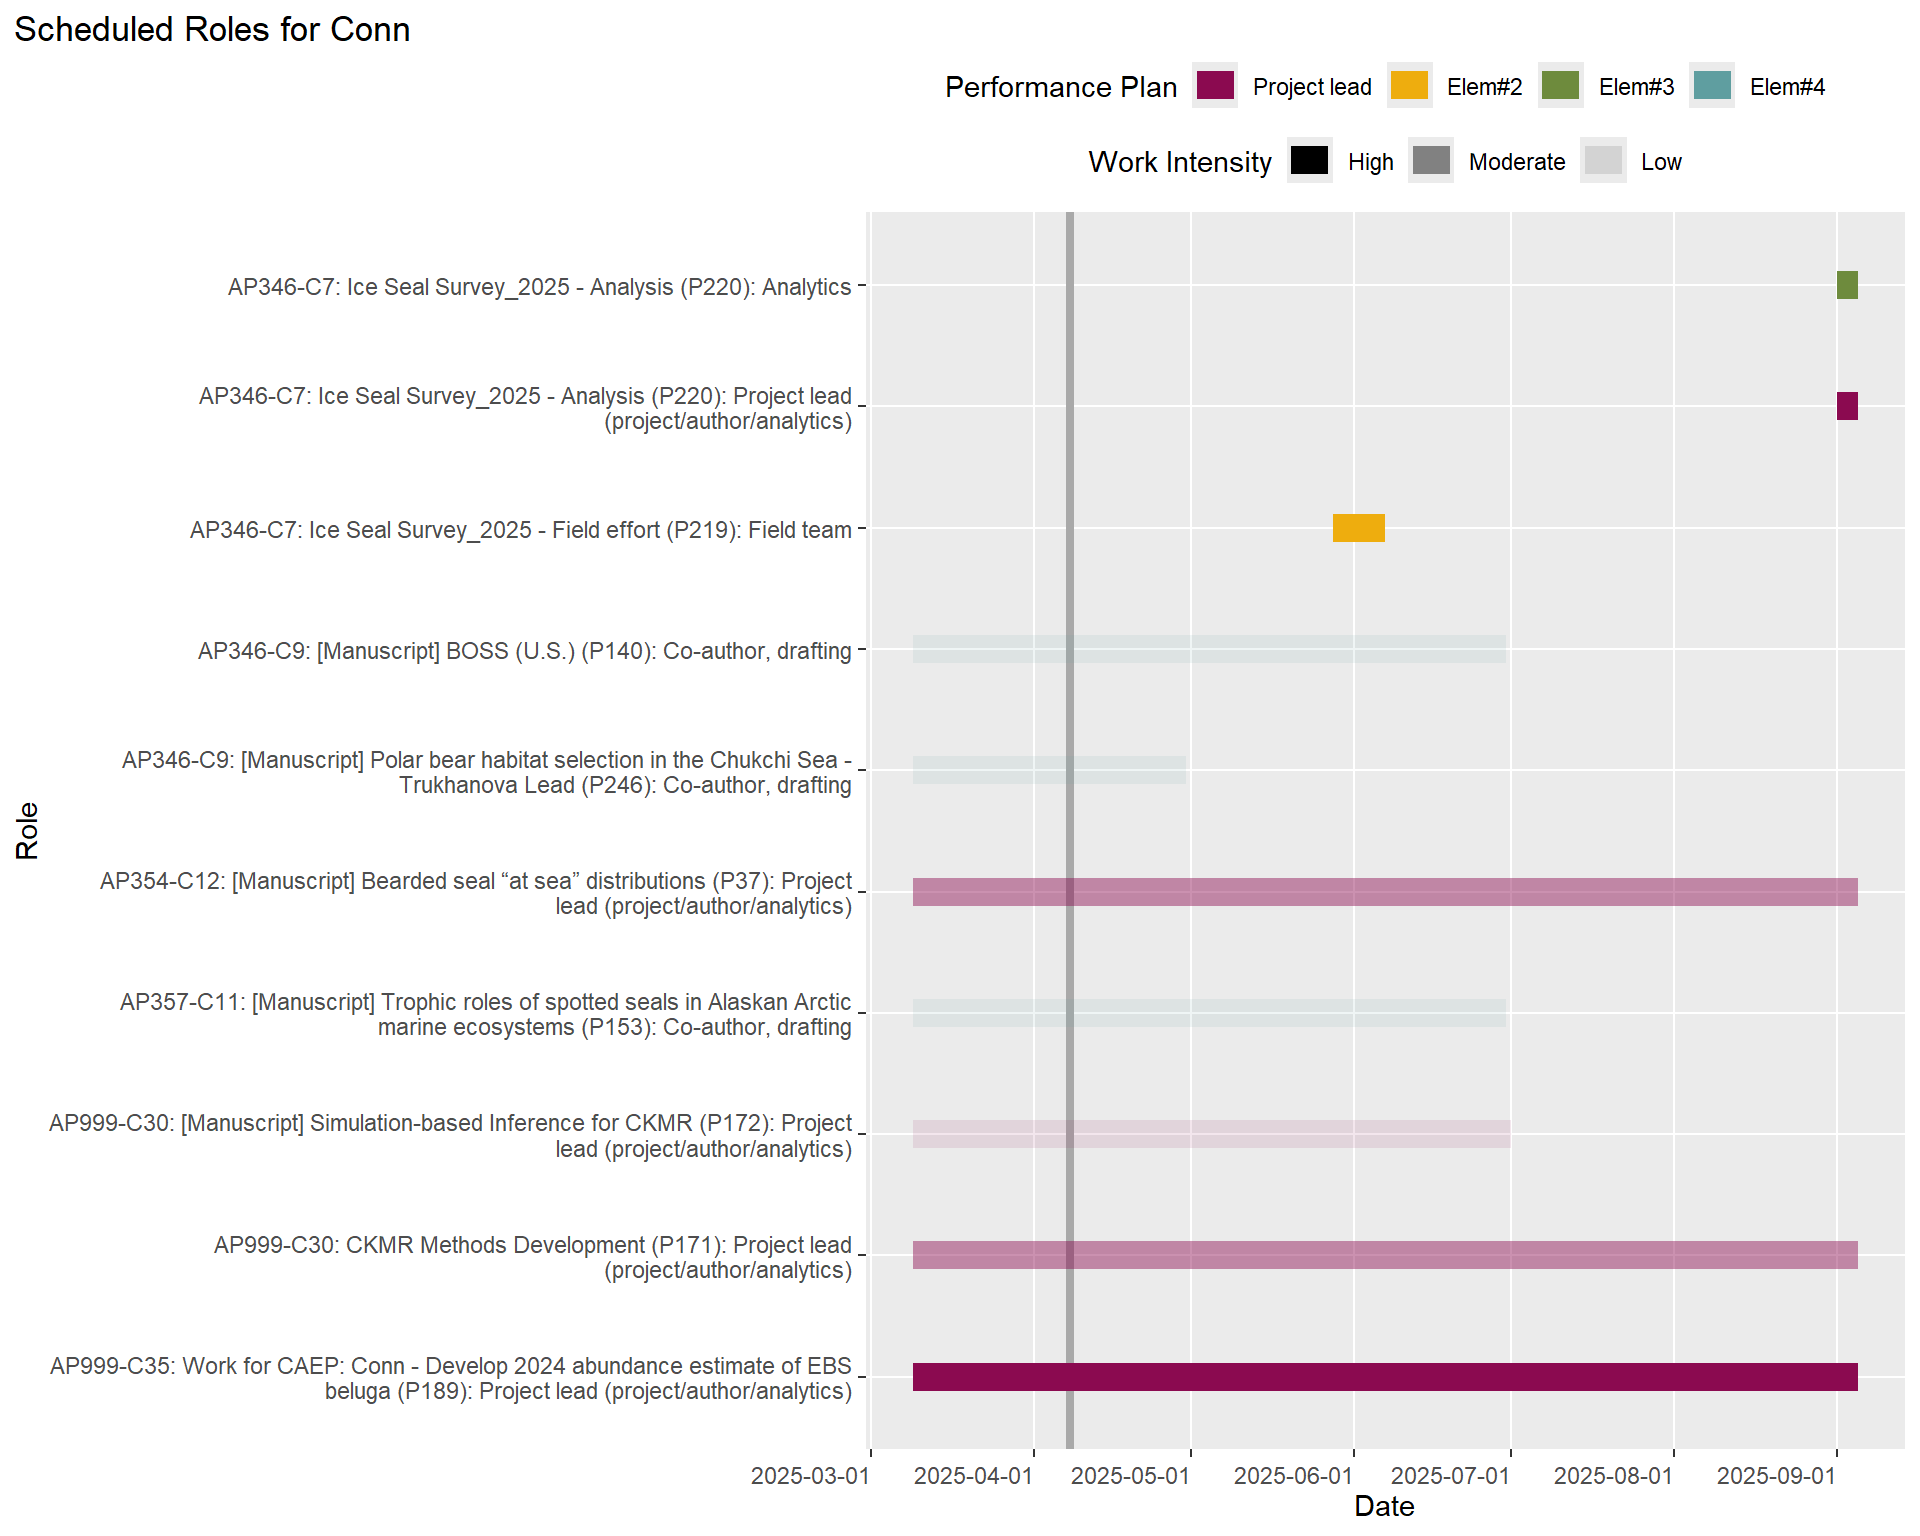 Scheduled Roles for Conn
Performance Plan Project lead Elem#2 Elem#3 Elem#4
Work Intensity High Moderate Low
AP346-C7: Ice Seal Survey_2025 - Analysis (P220): Analytics
AP346-C7: Ice Seal Survey_2025 - Analysis (P220): Project lead
(project/author/analytics)
AP346-C7: Ice Seal Survey_2025 - Field effort (P219): Field team
AP346-C9: [Manuscript] BOSS (U.S.) (P140): Co-author, drafting
AP346-C9: [Manuscript] Polar bear habitat selection in the Chukchi Sea -
Trukhanova Lead (P246): Co-author, drafting
AP354-C12: [Manuscript] Bearded seal “at sea” distributions (P37): Project
lead (project/author/analytics)
AP357-C11: [Manuscript] Trophic roles of spotted seals in Alaskan Arctic
marine ecosystems (P153): Co-author, drafting
AP999-C30: [Manuscript] Simulation-based Inference for CKMR (P172): Project
lead (project/author/analytics)
AP999-C30: CKMR Methods Development (P171): Project lead
(project/author/analytics)
AP999-C35: Work for CAEP: Conn - Develop 2024 abundance estimate of EBS
beluga (P189): Project lead (project/author/analytics)
Role
2025-03-01 2025-04-01 2025-05-01 2025-06-01 2025-07-01 2025-08-01 2025-09-01
Date